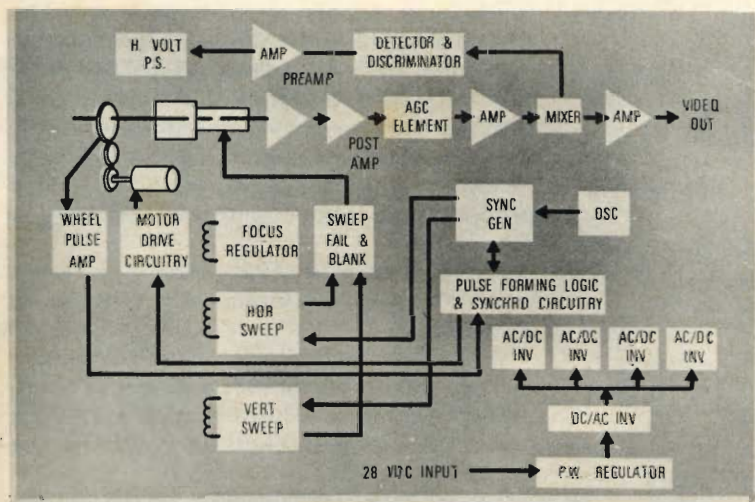 H. VOLT
P.S.
AMP
DETECTOR &
DISCRIMINATOR
PREAMP
POST
AMP
AGC
ELEMENT
AMP
MIXER
AMP
VIDEO
OUT
WHEEL
PULSE
AMP
MOTOR
DRIVE
CIRCUITRY
FOCUS
REGULATOR
SWEEP
FAIL &
BLANK
SYNC
GEN
OSC
HOR
SWEEP
PULSE FORMING LOGIC
& SYNCHRO CIRCUITRY
AC/DC
INV
AC/DC
INV
AC/DC
INV
AC/DC
INV
VERT
SWEEP
DC/AC INV
28 VDC INPUT
P.W. REGULATOR